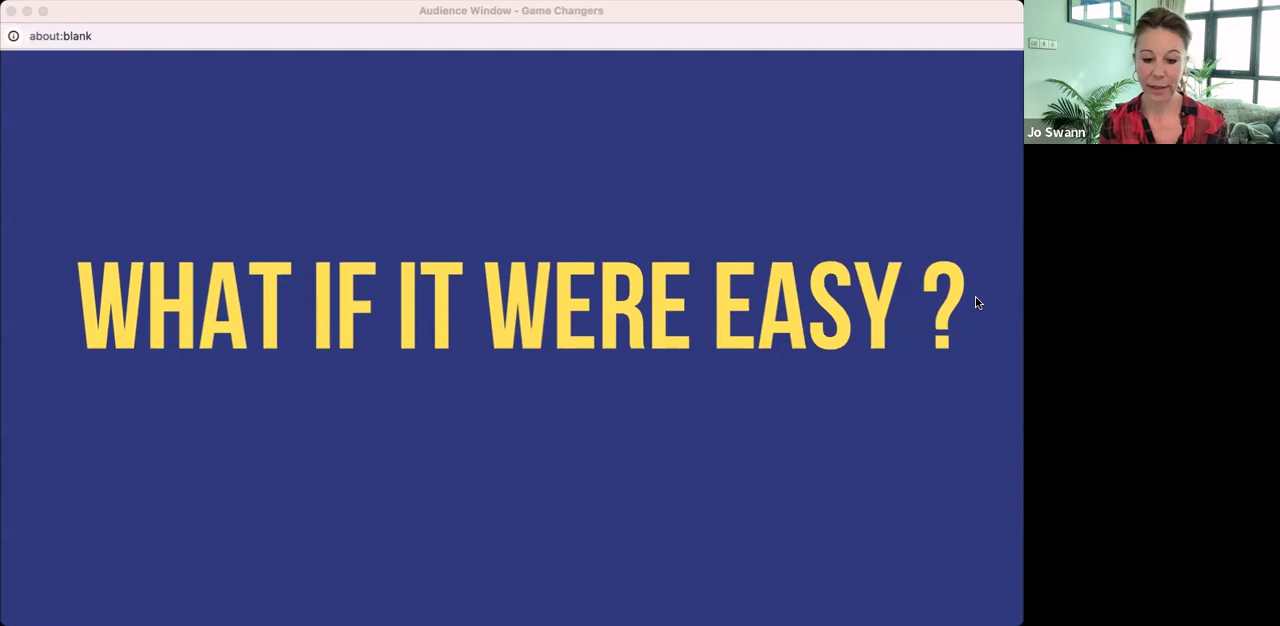 Audience Window - Game Changers
about:blank
WHAT IF IT WERE EASY ?
Jo Swann